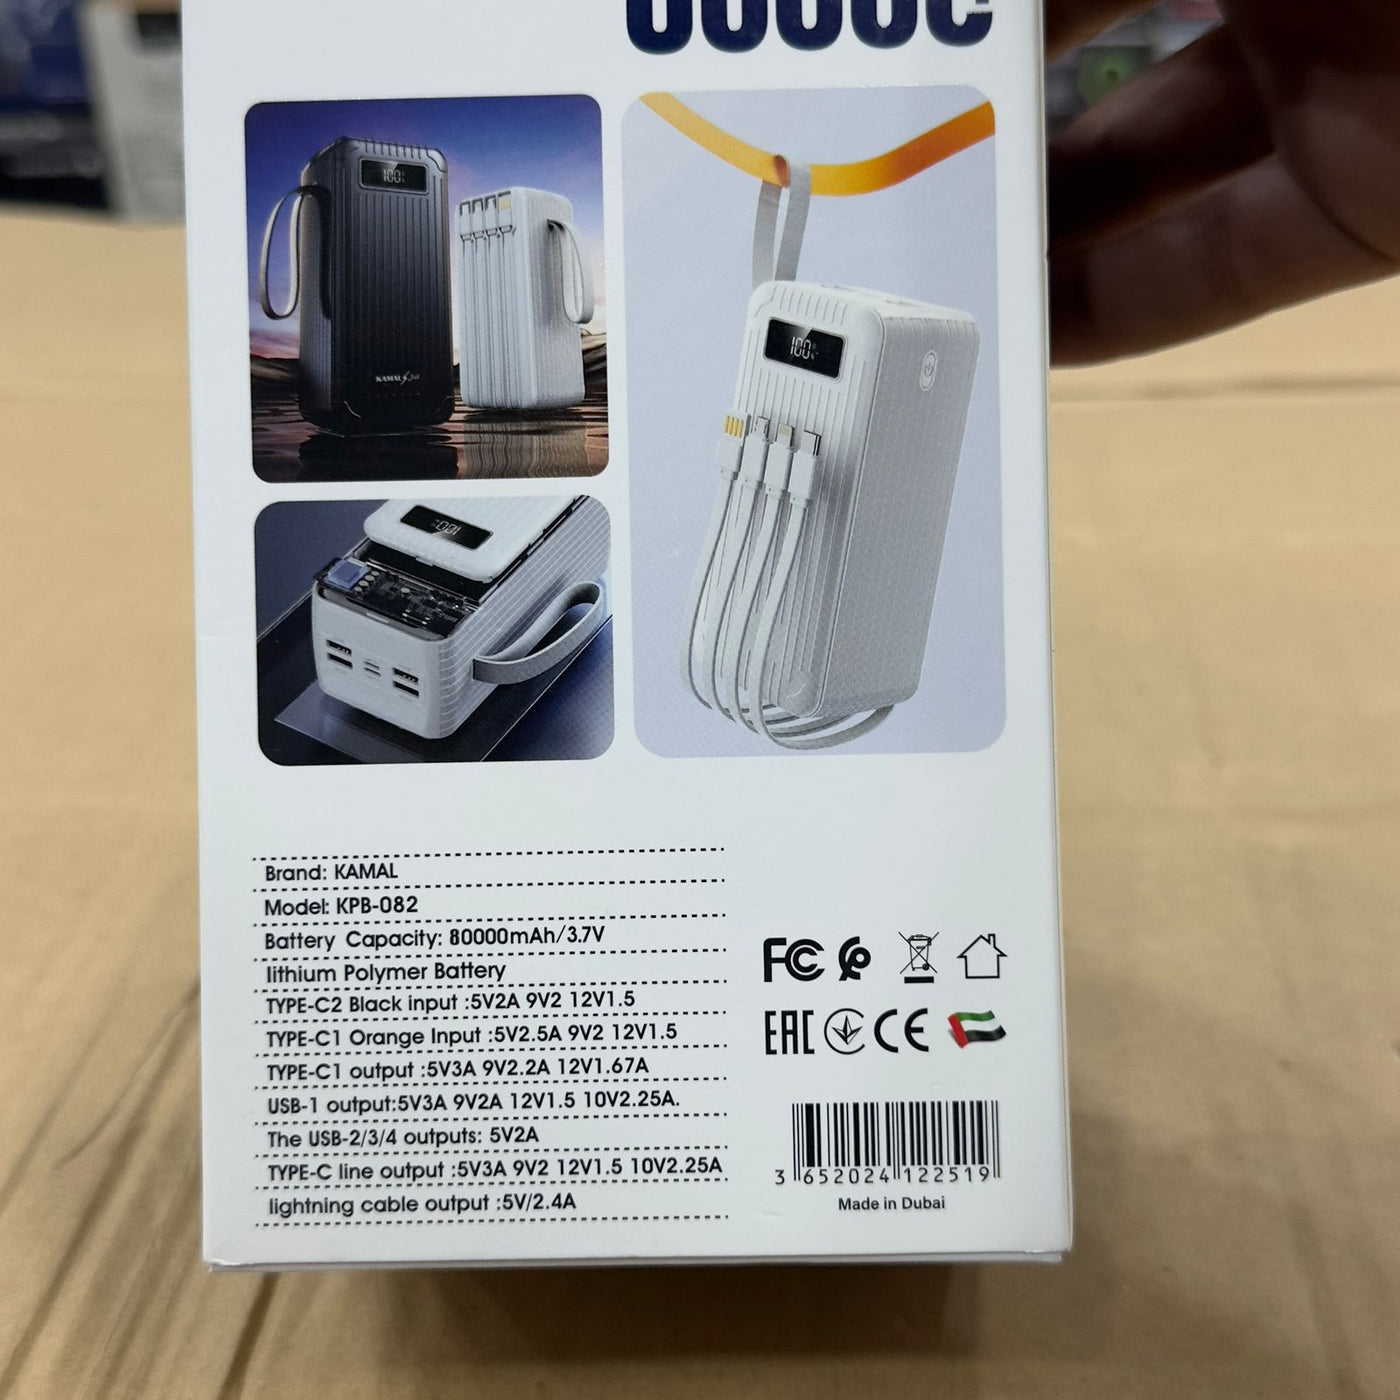 100%
KAMAL
100%
100%
Brand: KAMAL
Model: KPB-082
Battery Capacity: 80000mAh/3.7V
lithium Polymer Battery
TYPE-C2 Black input :5V2A 9V2 12V1.5
TYPE-C1 Orange Input :5V2.5A 9V2 12V1.5
TYPE-C1 output :5V3A 9V2.2A 12V1.67A
USB-1 output:5V3A 9V2A 12V1.5 10V2.25A.
The USB-2/3/4 outputs: 5V2A
TYPE-C line output :5V3A 9V2 12V1.5 10V2.25A
lightning cable output :5V/2.4A
FC
EAC CE
3 652024 122519
Made in Dubai